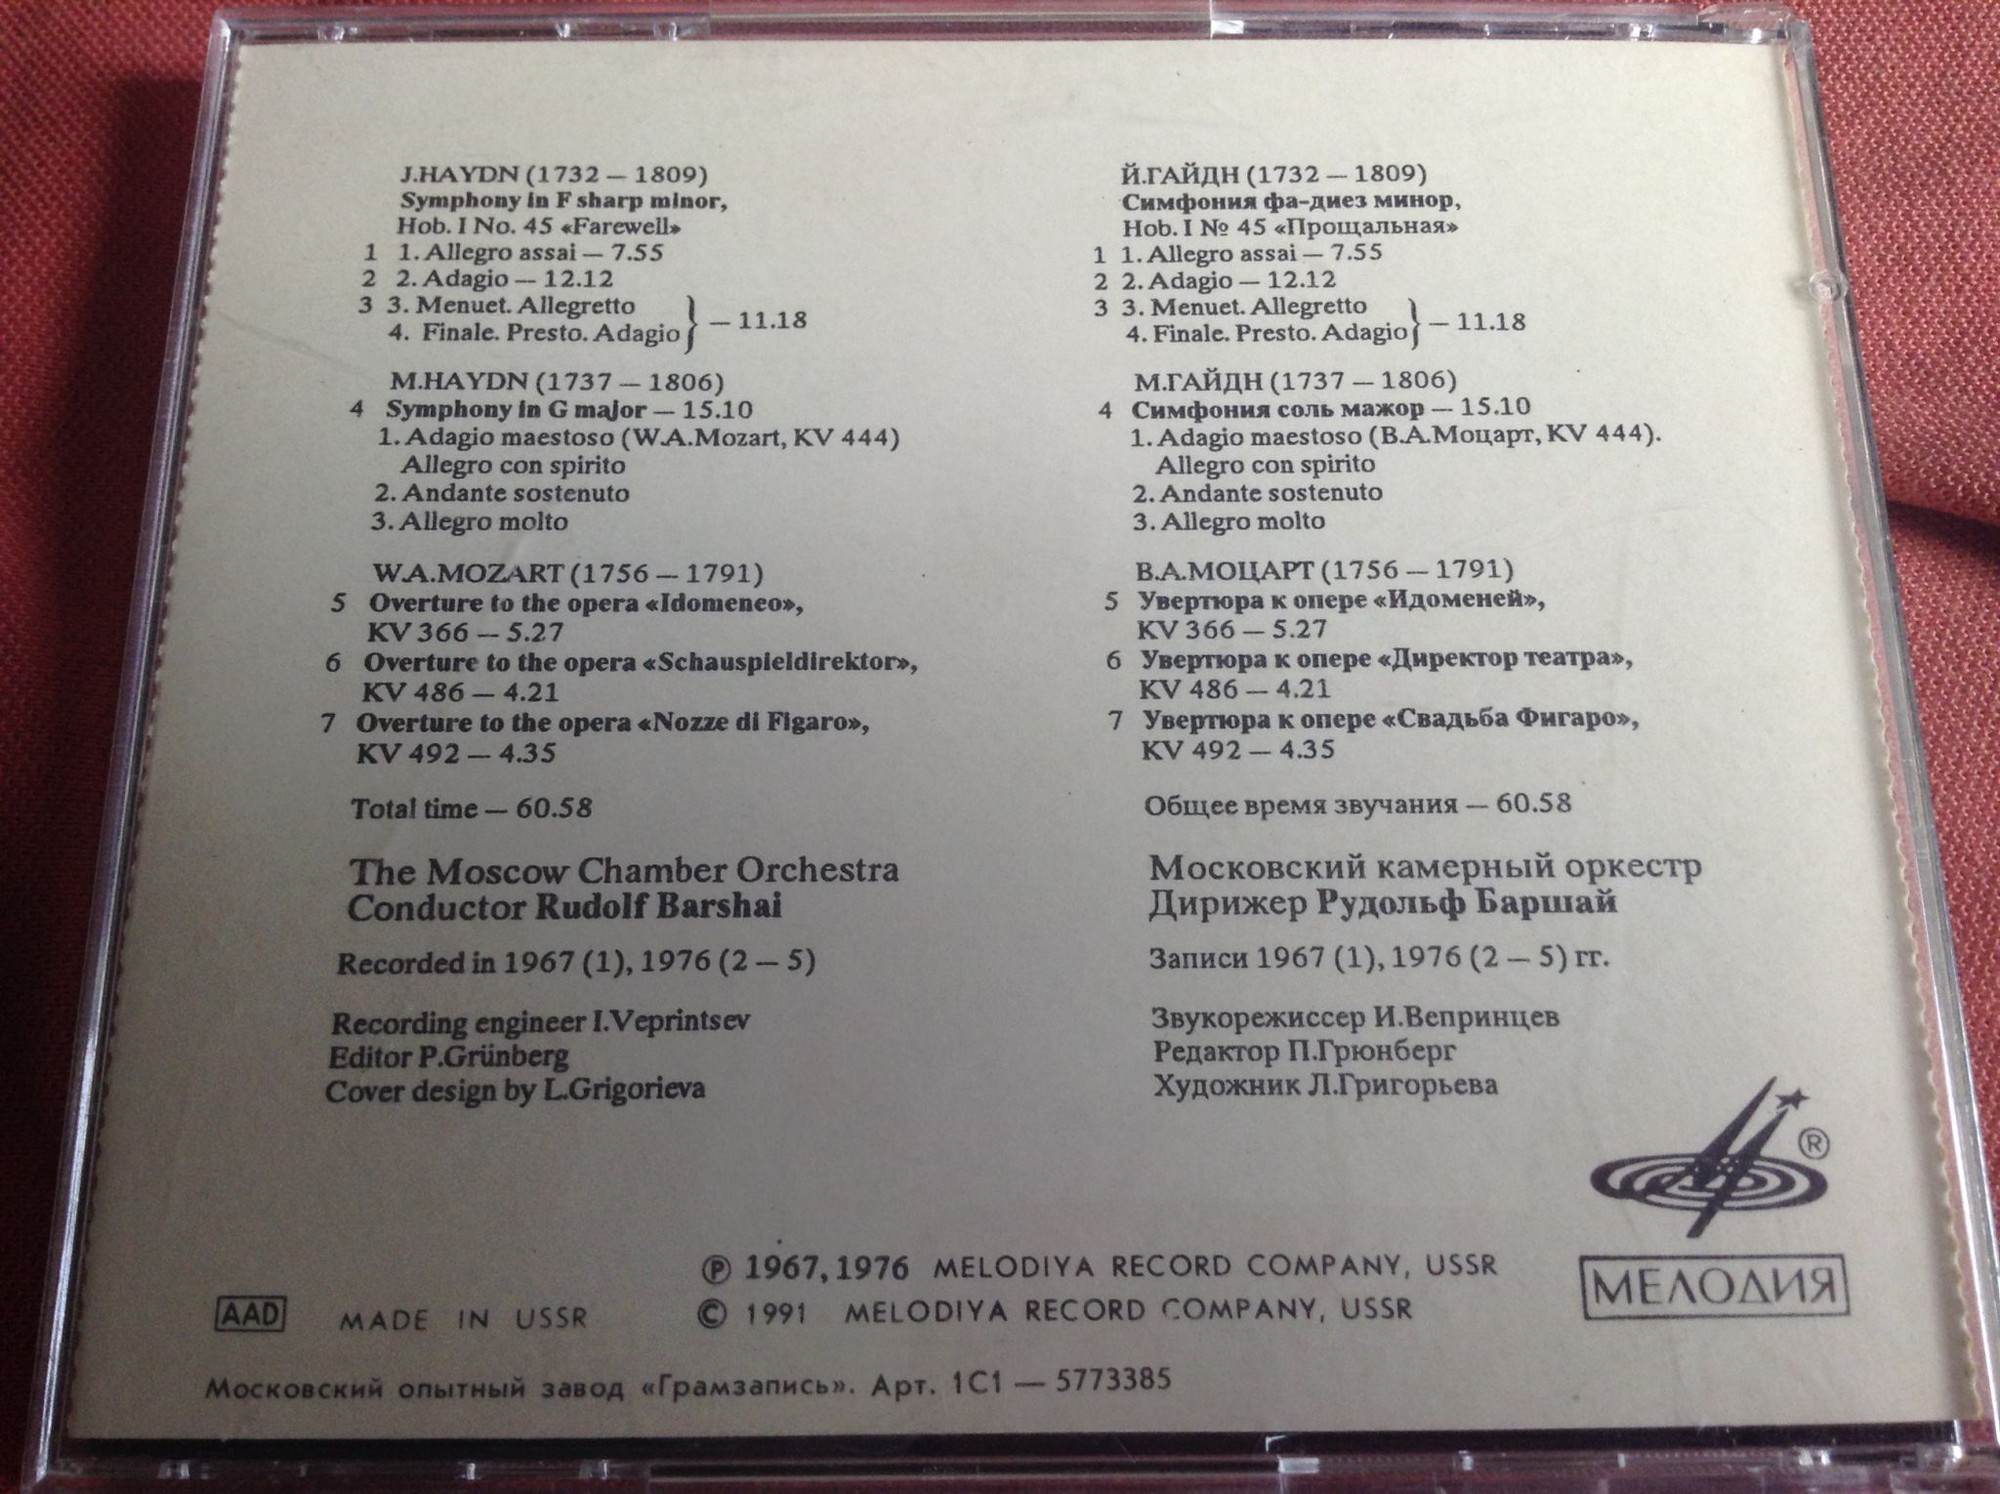 J.HAYDN (1732 — 1809)
Symphony in F sharp minor,
Hob. I No. 45 «Farewell»
1 1. Allegro assai — 7.55
2 2. Adagio — 12.12
3 3. Menuet. Allegretto
4. Finale. Presto. Adagio } — 11.18
M.HAYDN (1737 — 1806)
4 Symphony in G major — 15.10
1. Adagio maestoso (W.A.Mozart, KV 444)
Allegro con spirito
2. Andante sostenuto
3. Allegro molto
W.A.MOZART (1756 — 1791)
5 Overture to the opera «Idomeneo»,
KV 366 — 5.27
6 Overture to the opera «Schauspieldirektor»,
KV 486 — 4.21
7 Overture to the opera «Nozze di Figaro»,
KV 492 — 4.35
Total time — 60.58
The Moscow Chamber Orchestra
Conductor Rudolf Barshai
Recorded in 1967 (1), 1976 (2 — 5)
Recording engineer I.Veprintsev
Editor P.Grünberg
Cover design by L.Grigorieva
Й.ГАЙДН (1732 — 1809)
Симфония фа-диез минор,
Hob. I № 45 «Прощальная»
1 1. Allegro assai — 7.55
2 2. Adagio — 12.12
3 3. Menuet. Allegretto
4. Finale. Presto. Adagio } — 11.18
М.ГАЙДН (1737 — 1806)
4 Симфония соль мажор — 15.10
1. Adagio maestoso (В.А.Моцарт, KV 444).
Allegro con spirito
2. Andante sostenuto
3. Allegro molto
В.А.МОЦАРТ (1756 — 1791)
5 Увертюра к опере «Идоменей»,
KV 366 — 5.27
6 Увертюра к опере «Директор театра»,
KV 486 — 4.21
7 Увертюра к опере «Свадьба Фигаро»,
KV 492 — 4.35
Общее время звучания — 60.58
Московский камерный оркестр
Дирижер Рудольф Баршай
Записи 1967 (1), 1976 (2 — 5) гг.
Звукорежиссер И.Вепринцев
Редактор П.Грюнберг
Художник Л.Григорьева
®
МЕЛОДИЯ
℗ 1967, 1976 MELODIYA RECORD COMPANY, USSR
© 1991 MELODIYA RECORD COMPANY, USSR
AAD MADE IN USSR
Московский опытный завод «Грамзапись». Арт. 1С1 — 5773385